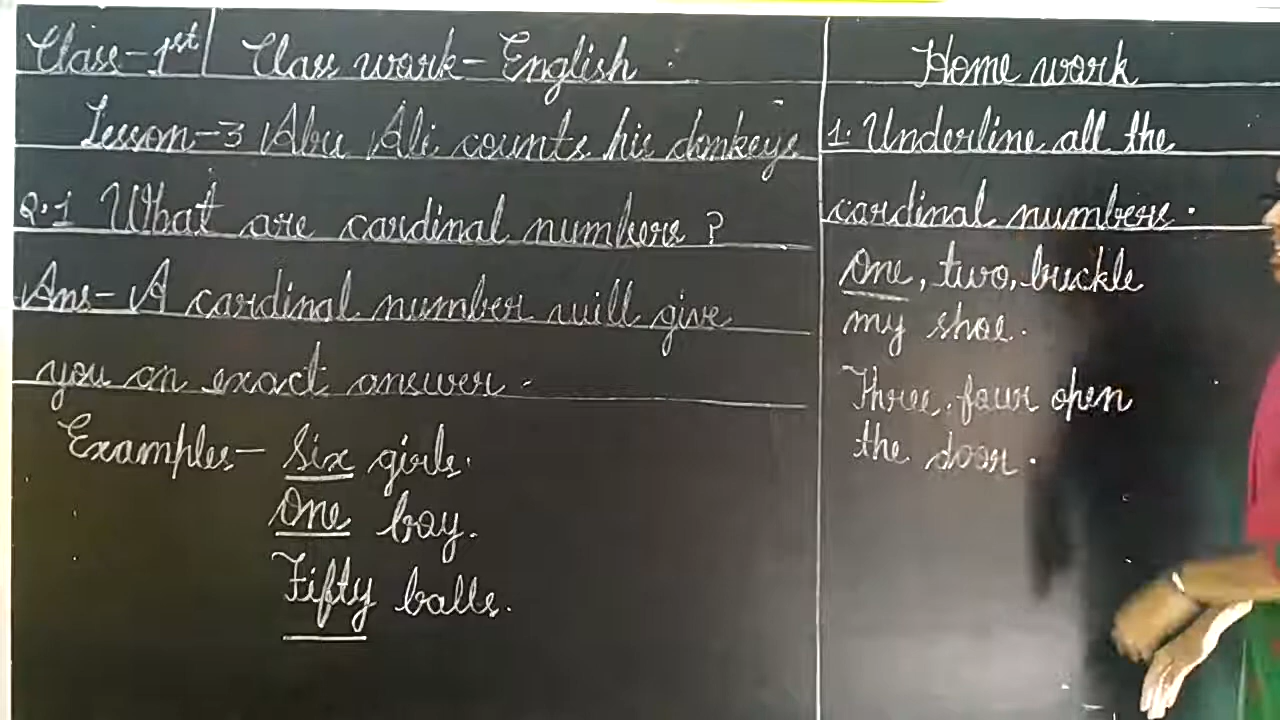 Class-1st Class work-English
Lesson-3 Abu Ali counts his donkeys
Q.1 What are cardinal numbers?
Ans- A cardinal number will give
you an exact answer.
Examples- Six girls.
One boy.
Fifty balls.
Home work
1. Underline all the
cardinal numbers.
One, two, buckle
my shoe.
Three, four open
the door.